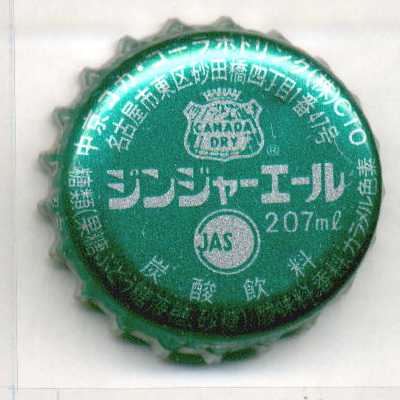 中京コカ・コーラボトリング(株)CTO
名古屋市東区砂田橋四丁目1番47号
CANADA
DRY
®
ジンジャーエール
JAS
207ml
炭酸飲料
糖類(果糖ぶどう糖液糖,砂糖)酸味料 香料 カラメル色素